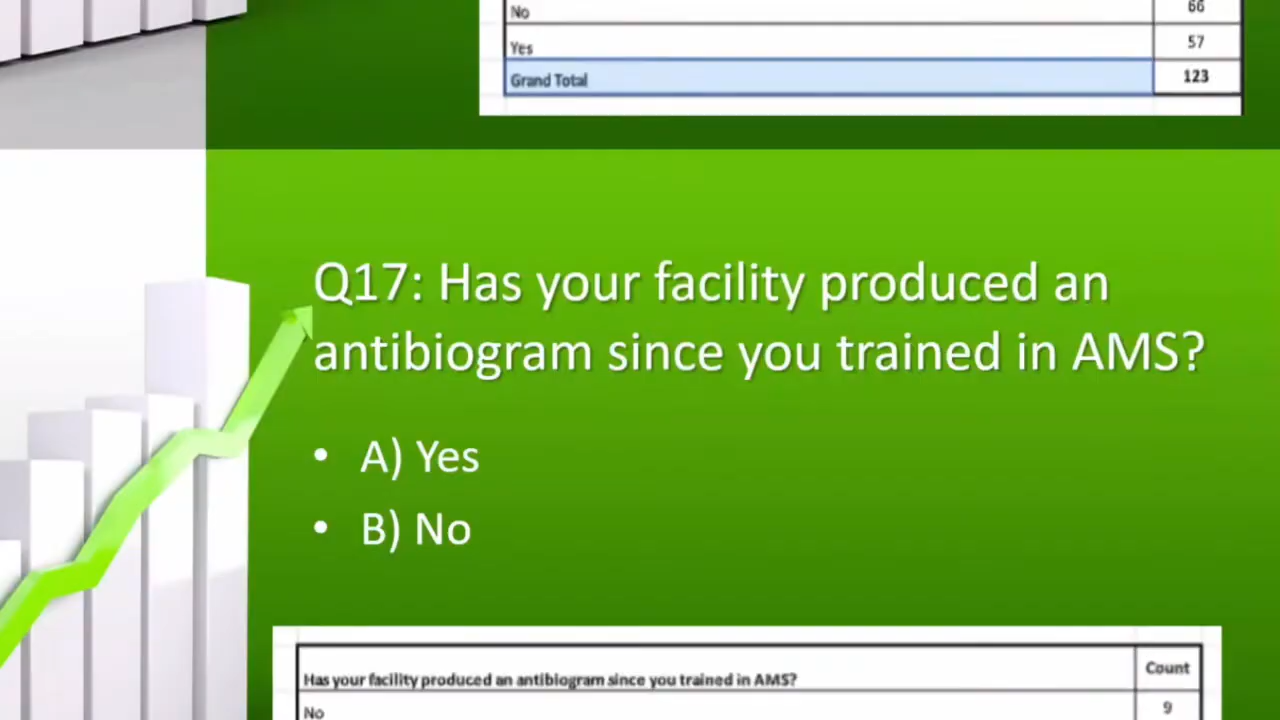 No 66
Yes 57
Grand Total 123
Q17: Has your facility produced an
antibiogram since you trained in AMS?
• A) Yes
• B) No
Has your facility produced an antibiogram since you trained in AMS? Count
No 9